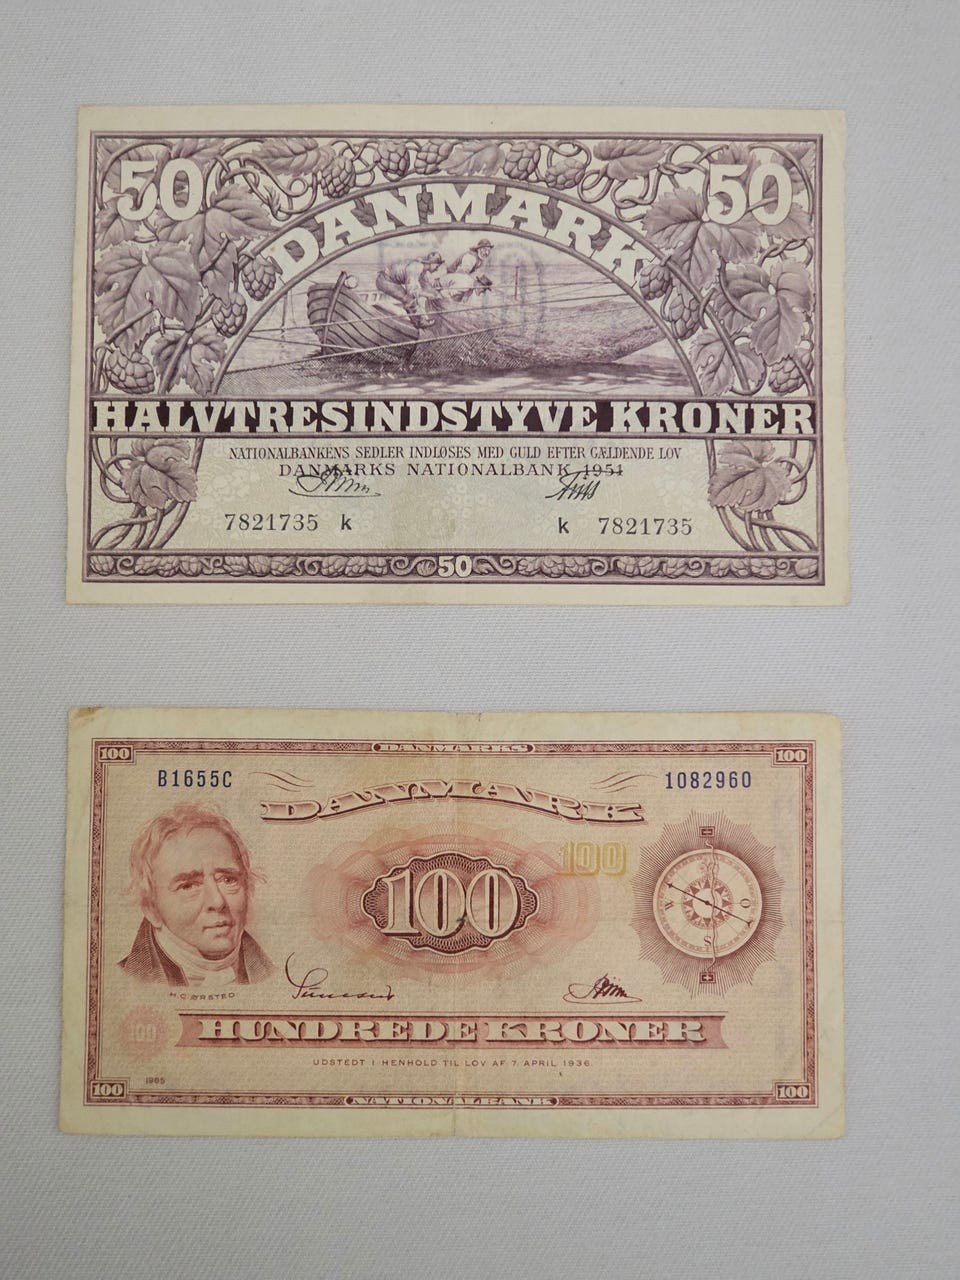 50 50
DANMARK
HALVTRESINDSTYVE KRONER
NATIONALBANKENS SEDLER INDLØSES MED GULD EFTER GÆLDENDE LOV
DANMARKS NATIONALBANK 1951
7821735 k k 7821735
50
100 DANMARKS 100
B1655C 1082960
DANMARK
100
100
S
W O
S
H.C. ØRSTED
100
HUNDREDE KRONER
UDSTEDT I HENHOLD TIL LOV AF 7. APRIL 1936.
1965
100 NATIONALBANK 100